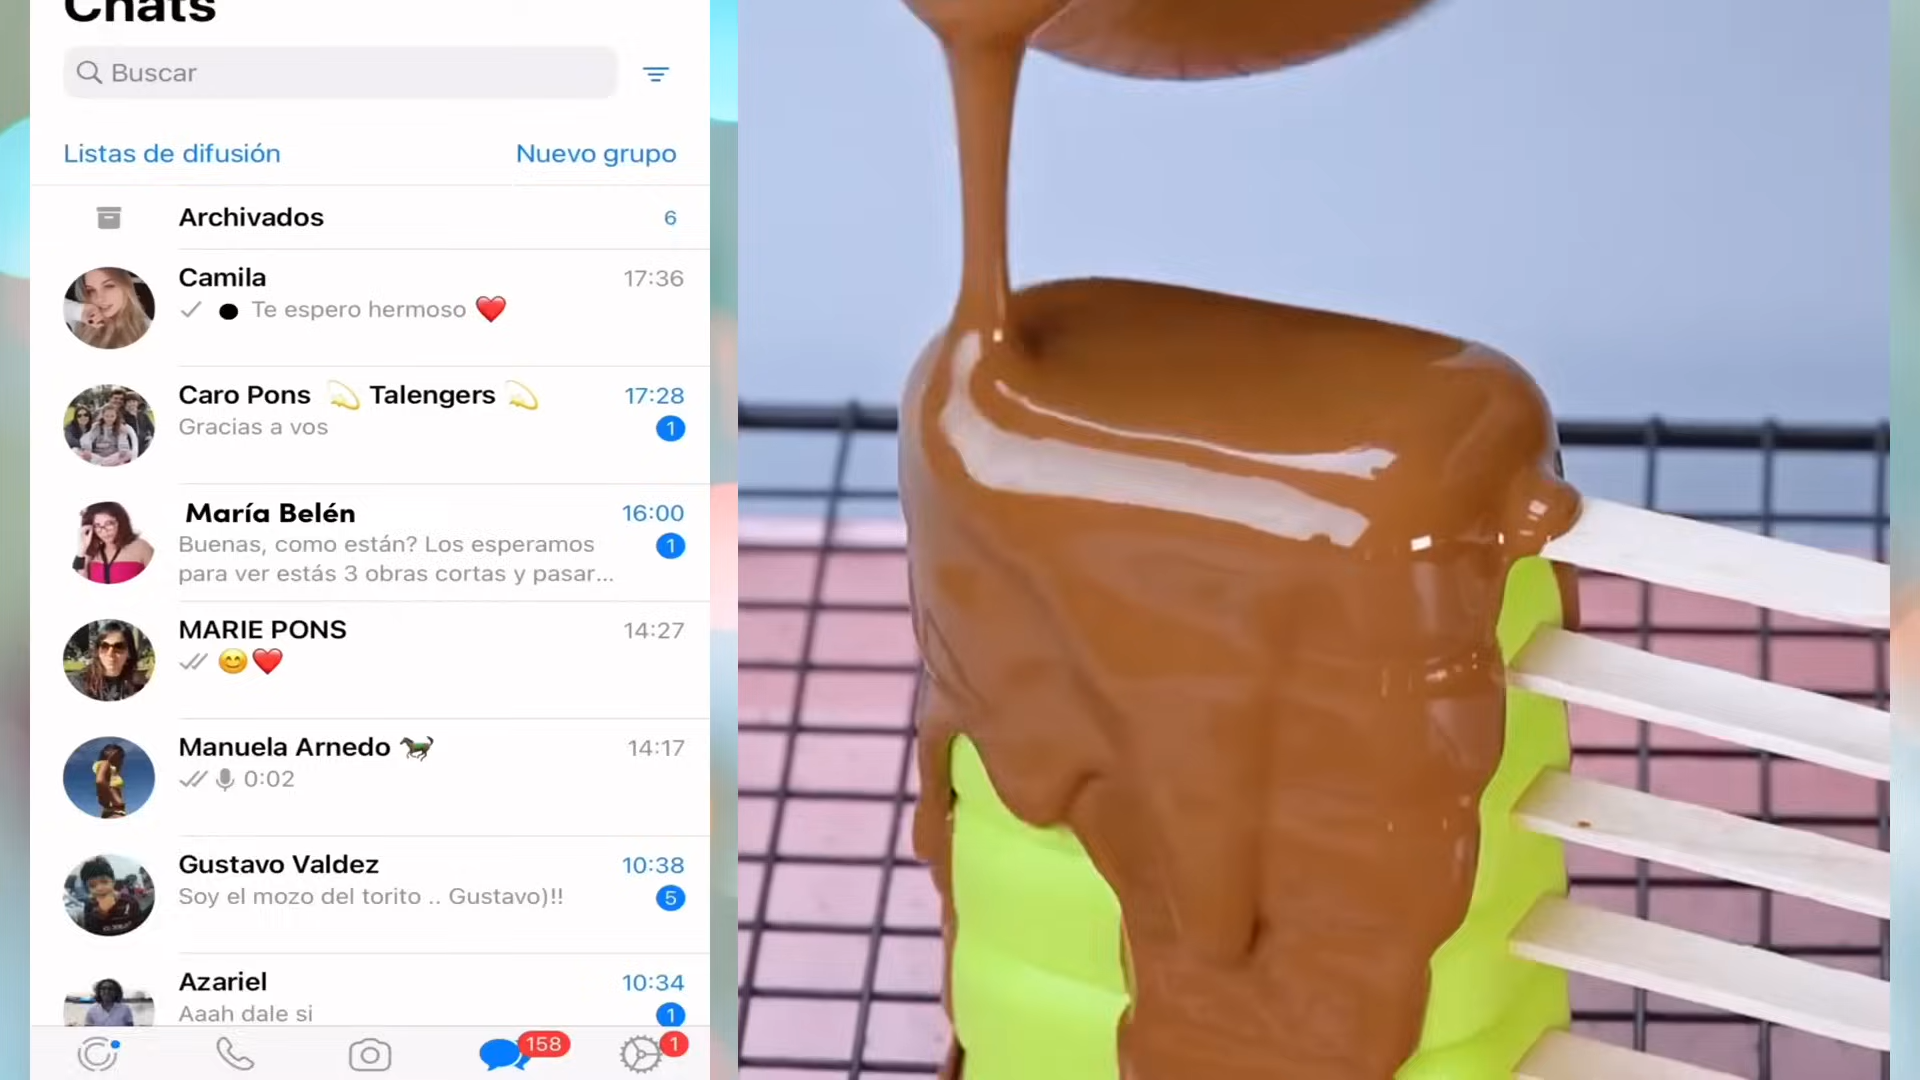 Chats
Buscar
Listas de difusión
Nuevo grupo
Archivados
6
Camila
17:36
Te espero hermoso ❤️
Caro Pons 💫 Talengers 💫
17:28
Gracias a vos
1
María Belén
16:00
Buenas, como están? Los esperamos
1
para ver estás 3 obras cortas y pasar...
MARIE PONS
14:27
😊❤️
Manuela Arnedo 🐎
14:17
0:02
Gustavo Valdez
10:38
Soy el mozo del torito .. Gustavo)!!
5
Azariel
10:34
Aaah dale si
1
158
1